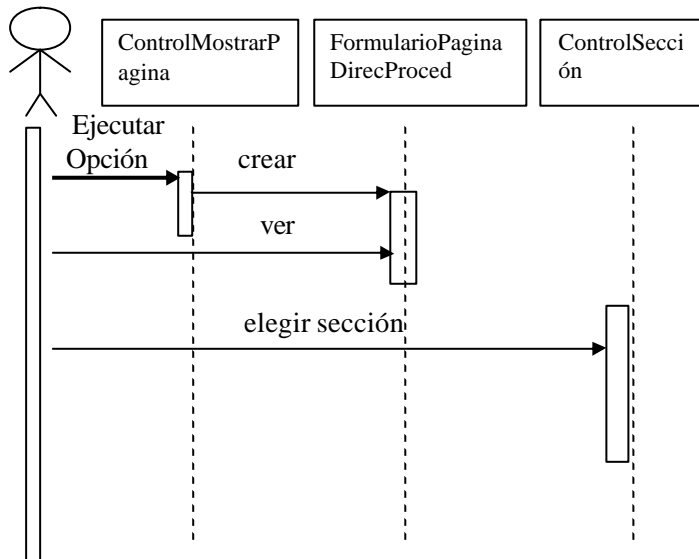 ControlMostrarP
agina
FormularioPagina
DirecProced
ControlSecci
ón
Ejecutar
Opción
crear
ver
elegir sección